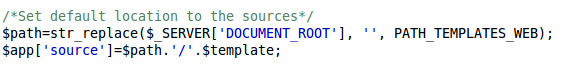 /*Set default location to the sources*/
$path=str_replace($_SERVER['DOCUMENT_ROOT'], '', PATH_TEMPLATES_WEB);
$app['source']=$path.'/'.$template;